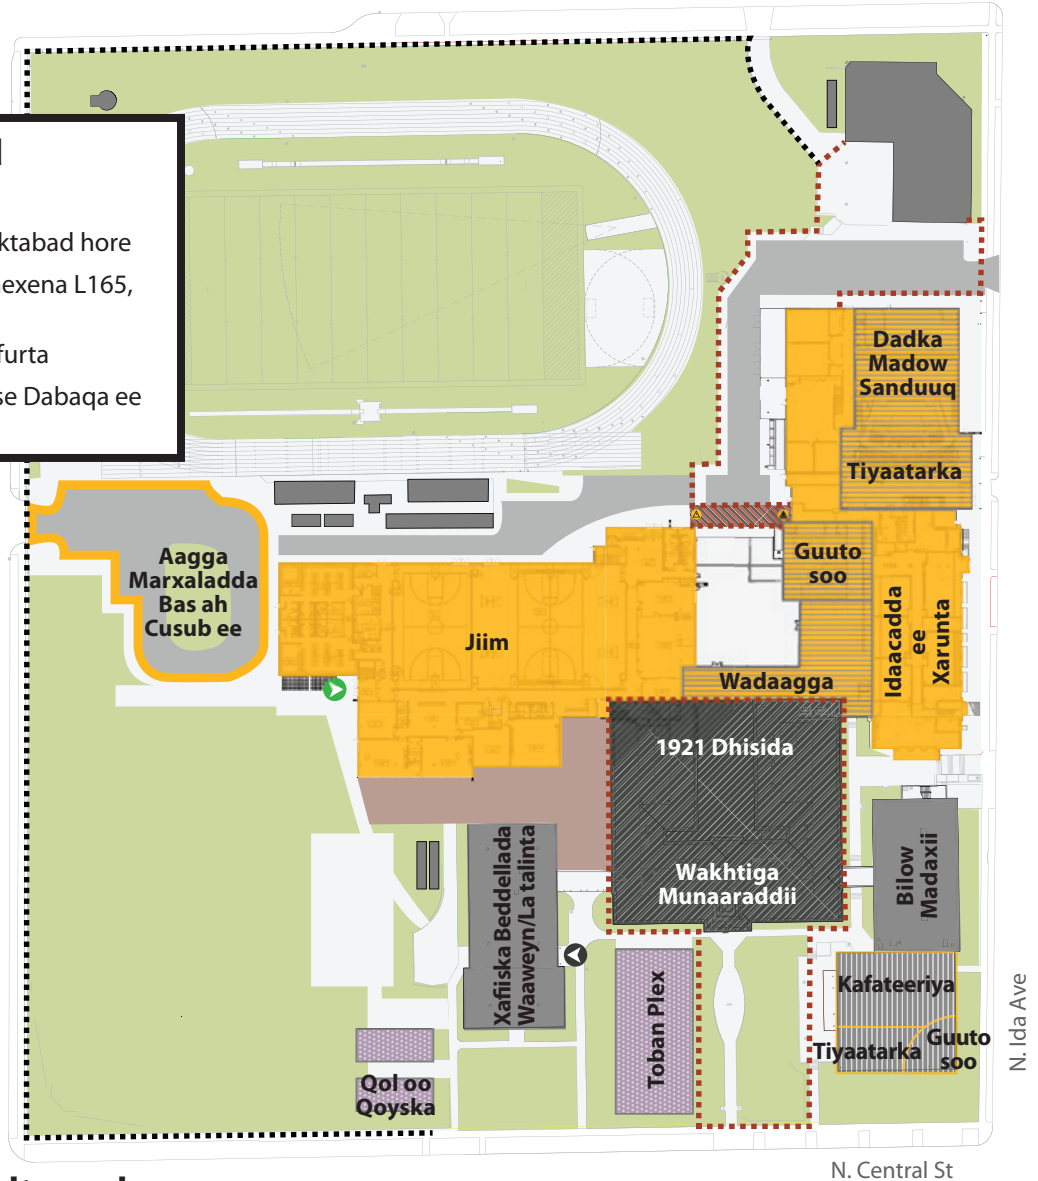 ktabad hore
L165,
furta
Dabaqa ee
Dadka
Madow
Sanduuq
Tiyaatarka
Guuto
soo
Idaacadda
ee
Xarunta
Aagga
Marxaladda
Bas ah
Cusub ee
Jiim
Wadaagga
1921 Dhisida
Wakhtiga
Munaaraddii
Bilow
Madaxii
Xafiiska Beddellada
Waaweyn/La talinta
Toban Plex
Kafateeriya
Tiyaatarka
Guuto
soo
Qol oo
Qoyska
N. Ida Ave
N. Central St